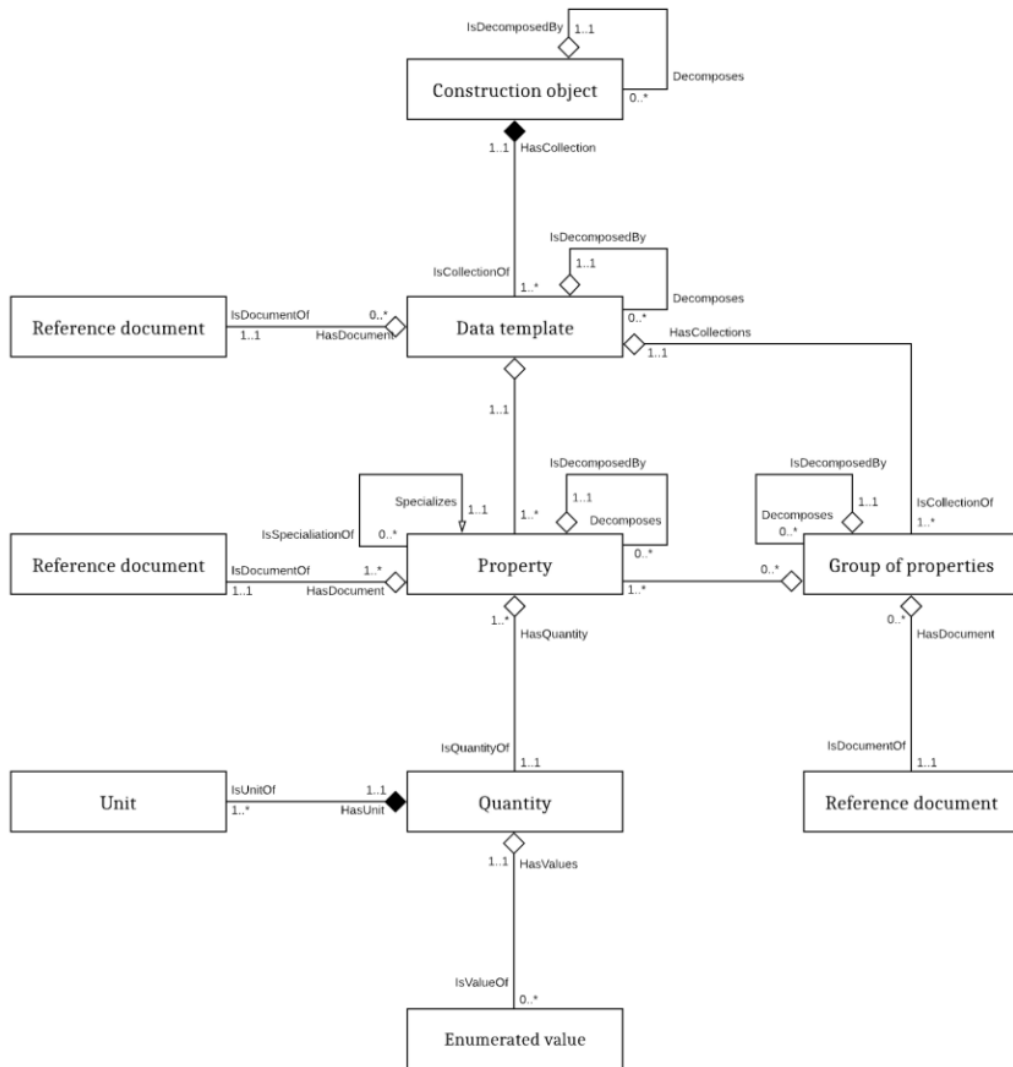 IsDecomposedBy
1..1
Construction object
Decomposes
0..*
1..1
HasCollection
IsDecomposedBy
1..1
IsCollectionOf
1..*
Decomposes
0..*
Reference document
IsDocumentOf
1..1
0..*
HasDocument
Data template
HasCollections
1..1
1..1
IsDecomposedBy
1..1
Decomposes
0..*
IsDecomposedBy
1..1
Decomposes
0..*
Specializes
1..1
IsSpecialiationOf
0..*
1..*
IsCollectionOf
1..*
Reference document
IsDocumentOf
1..1
1..*
HasDocument
Property
1..*
0..*
Group of properties
1..*
HasQuantity
0..*
HasDocument
IsQuantityOf
1..1
IsDocumentOf
1..1
Unit
IsUnitOf
1..*
1..1
HasUnit
Quantity
Reference document
1..1
HasValues
IsValueOf
0..*
Enumerated value